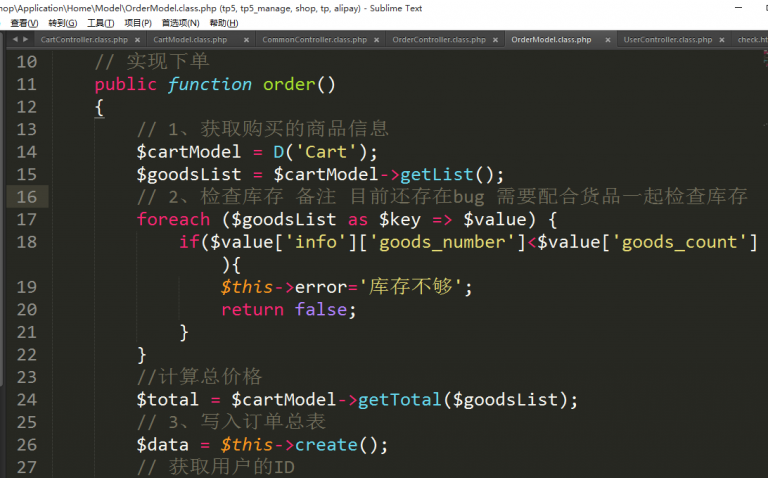 hop\Application\Home\Model\OrderModel.class.php (tp5, tp5_manage, shop, tp, alipay) - Sublime Text
查看(V) 转到(G) 工具(T) 项目(P) 首选项(N) 帮助(H)
CartController.class.php CartModel.class.php CommonController.class.php OrderController.class.php OrderModel.class.php UserController.class.php check.ht
10 // 实现下单
11 public function order()
12 {
13 // 1、获取购买的商品信息
14 $cartModel = D('Cart');
15 $goodsList = $cartModel->getList();
16 // 2、检查库存 备注 目前还存在bug 需要配合货品一起检查库存
17 foreach ($goodsList as $key => $value) {
18 if($value['info']['goods_number']<$value['goods_count']
){
19 $this->error='库存不够';
20 return false;
21 }
22 }
23 //计算总价格
24 $total = $cartModel->getTotal($goodsList);
25 // 3、写入订单总表
26 $data = $this->create();
27 // 获取用户的ID